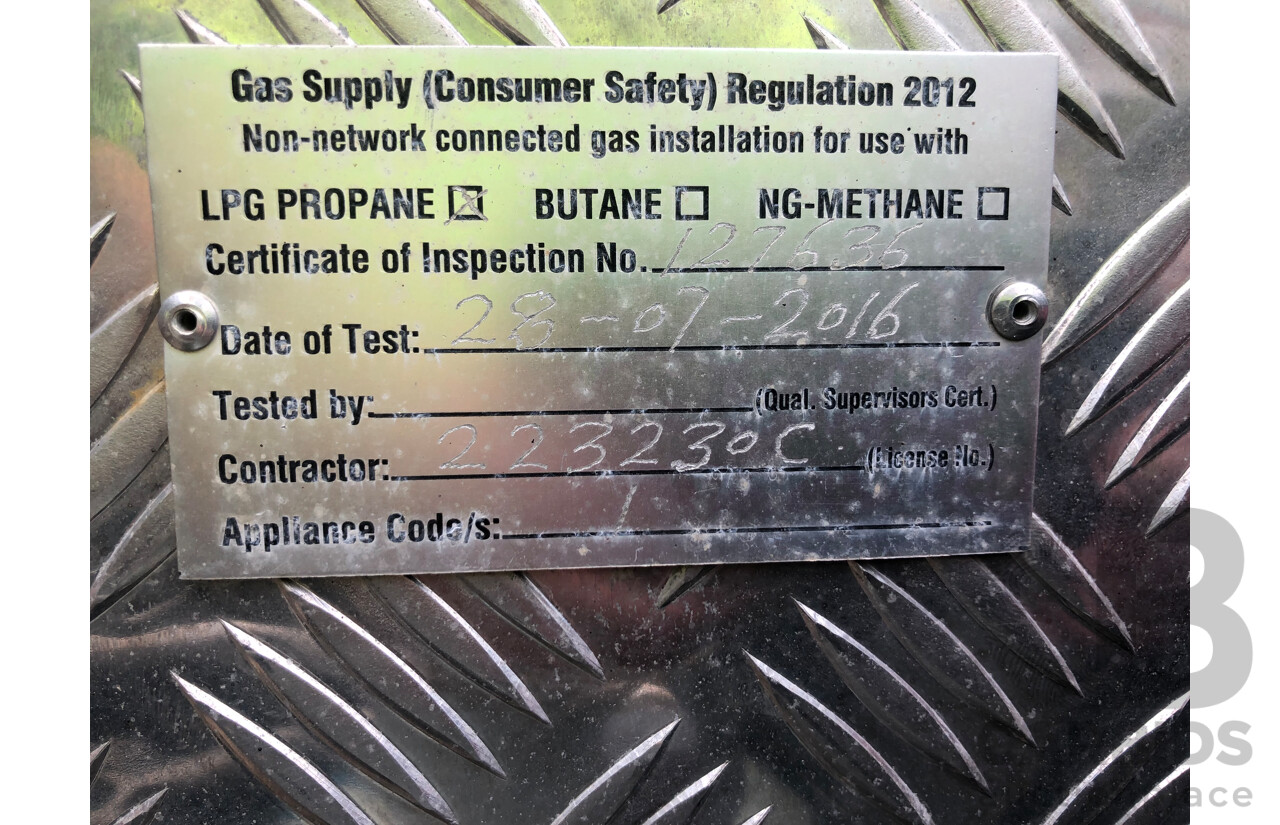 Gas Supply (Consumer Safety) Regulation 2012
Non-network connected gas installation for use with
LPG PROPANE ☒ BUTANE ☐ NG-METHANE ☐
Certificate of Inspection No. 127636
Date of Test: 28-07-2016
Tested by: (Qual. Supervisors Cert.)
Contractor: 223230C (License No.)
Appliance Code/s: 1